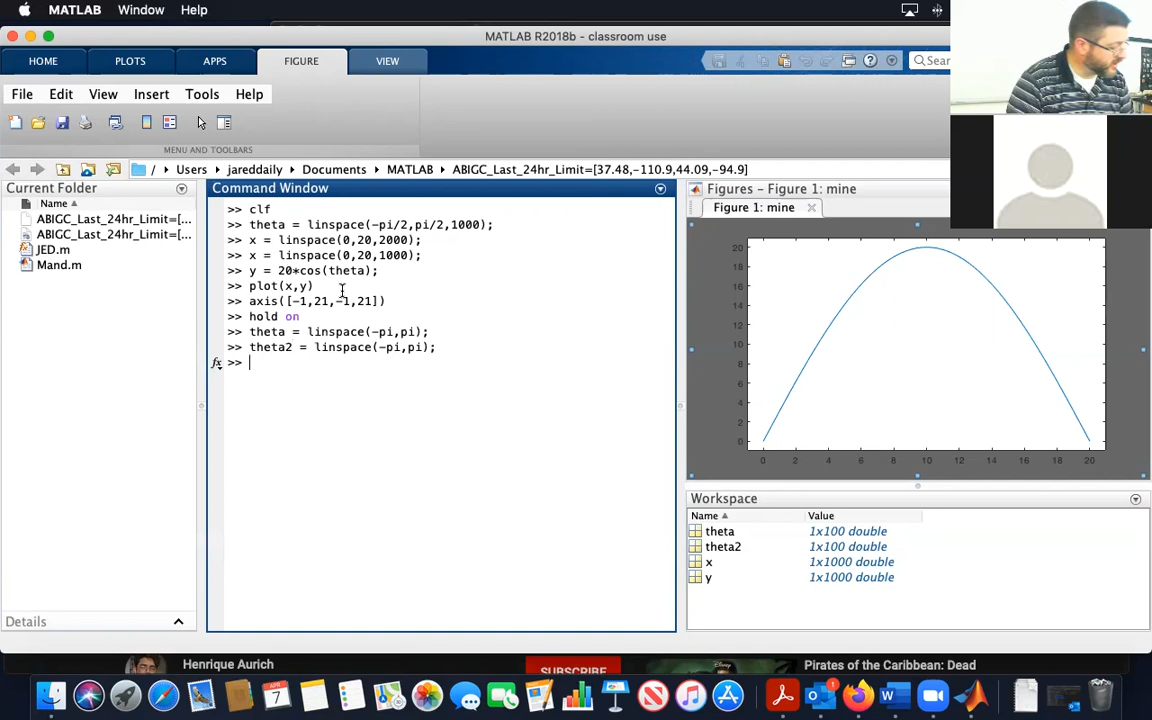 MATLAB Window Help
MATLAB R2018b - classroom use
HOME PLOTS APPS FIGURE VIEW
Sear
File Edit View Insert Tools Help
MENU AND TOOLBARS
/ Users jareddaily Documents MATLAB ABIGC_Last_24hr_Limit=[37.48,-110.9,44.09,-94.9]
Current Folder
Name
ABIGC_Last_24hr_Limit=[...
ABIGC_Last_24hr_Limit=[...
JED.m
Mand.m
Details
Command Window
>> clf
>> theta = linspace(-pi/2,pi/2,1000);
>> x = linspace(0,20,2000);
>> x = linspace(0,20,1000);
>> y = 20*cos(theta);
>> plot(x,y)
>> axis([-1,21,-1,21])
>> hold on
>> theta = linspace(-pi,pi);
>> theta2 = linspace(-pi,pi);
fx >>
Figures - Figure 1: mine
Figure 1: mine
20
18
16
14
12
10
8
6
4
2
0
0 2 4 6 8 10 12 14 16 18 20
Workspace
Name Value
theta 1x100 double
theta2 1x100 double
x 1x1000 double
y 1x1000 double
Henrique Aurich
SUBSCRIBE
Disney
Pirates of the Caribbean: Dead
APR
7
1